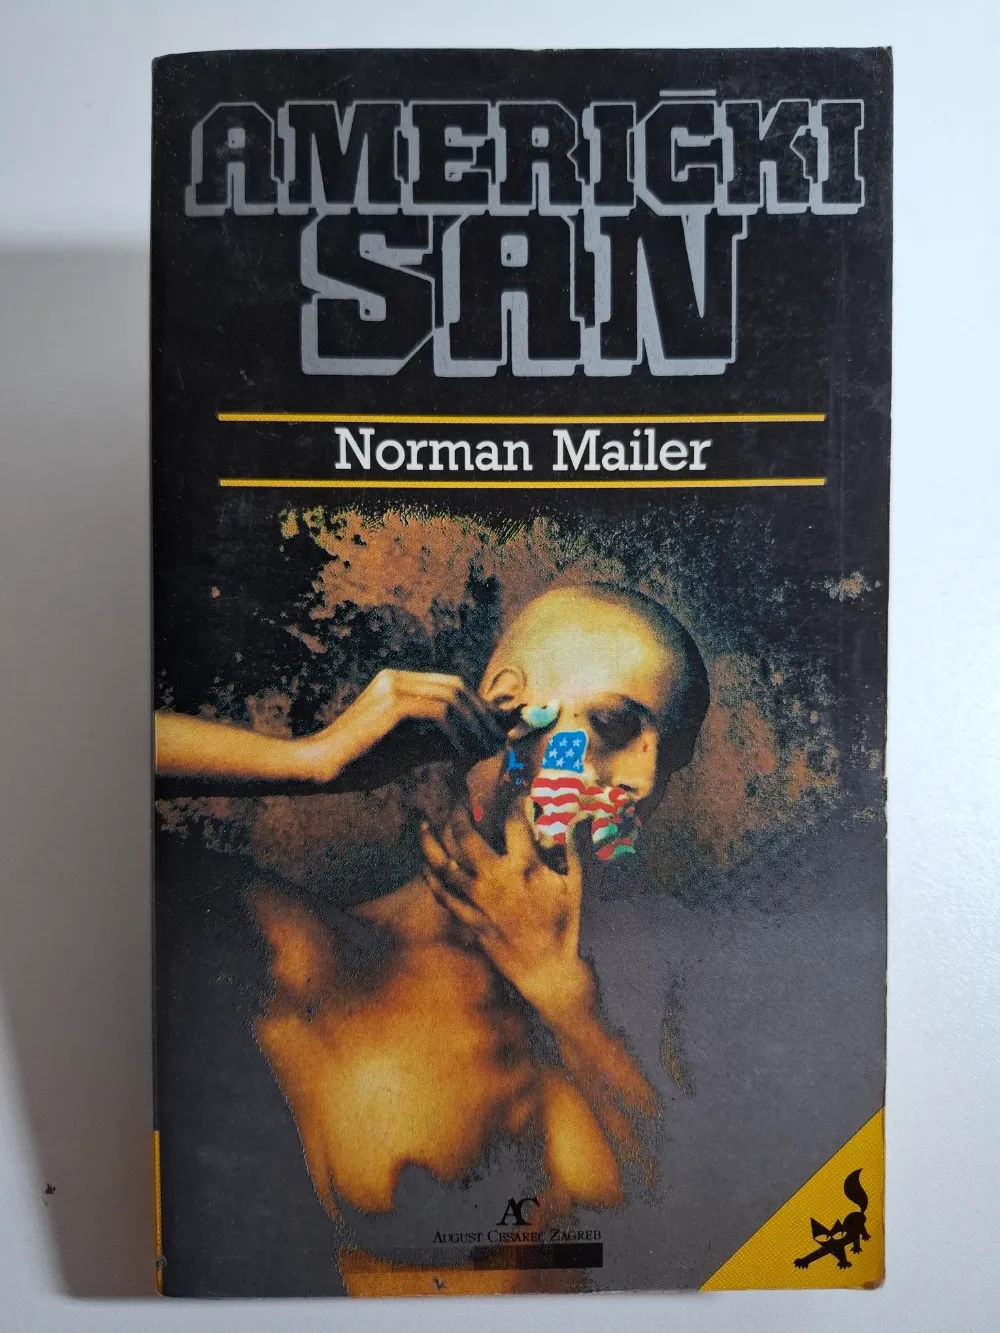 AMERIČKI
SAN
Norman Mailer
AC
AUGUST CESAREC ZAGREB